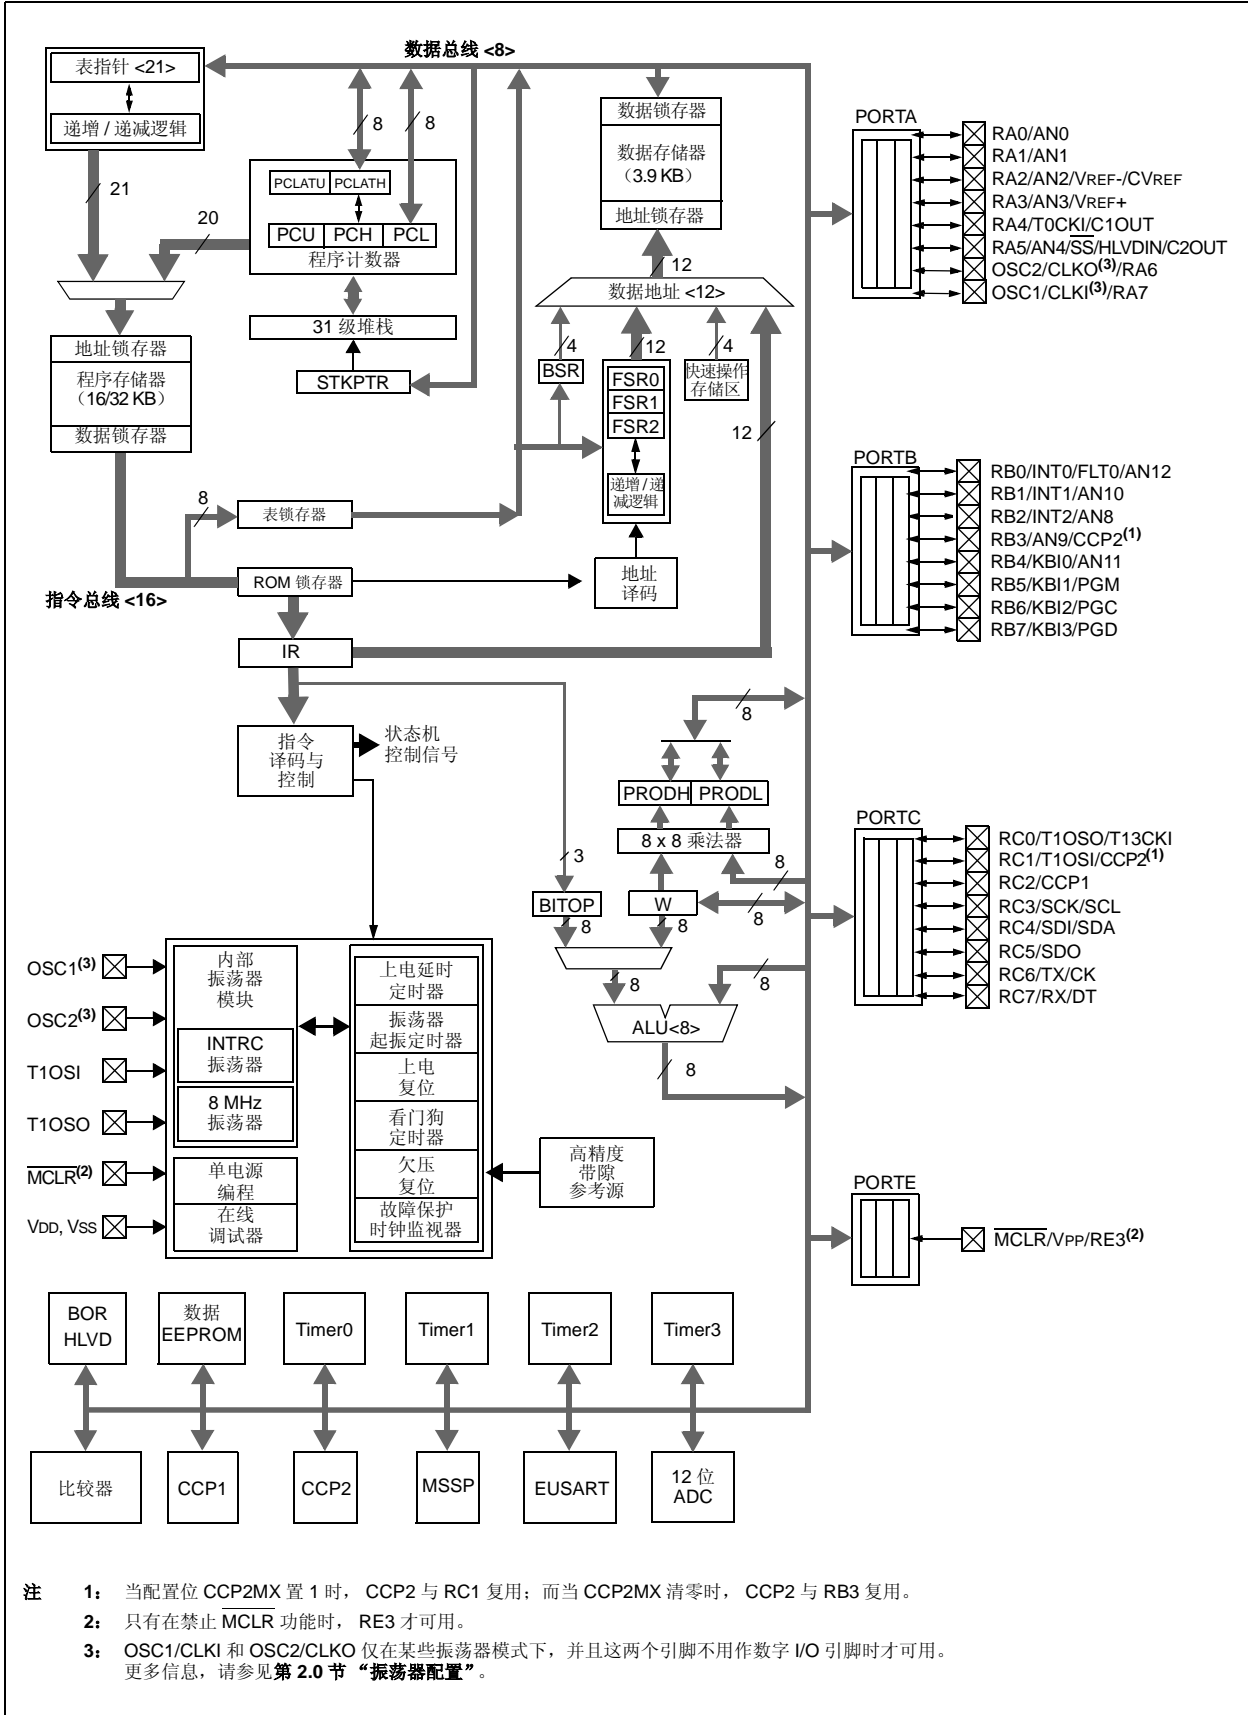 数据总线 <8>
表指针 <21>
递增 / 递减逻辑
21
20
8
8
PCLATU
PCLATH
PCU
PCH
PCL
程序计数器
31 级堆栈
STKPTR
地址锁存器
程序存储器
（16/32 KB）
数据锁存器
8
表锁存器
ROM 锁存器
指令总线 <16>
IR
指令
译码与
控制
状态机
控制信号
数据锁存器
数据存储器
（3.9 KB）
地址锁存器
12
数据地址 <12>
4
12
4
BSR
FSR0
FSR1
FSR2
递增 / 递
减逻辑
快速操作
存储区
12
地址
译码
8
PRODH
PRODL
8 x 8 乘法器
3
8
BITOP
W
8
8
8
8
8
ALU<8>
8
PORTA
RA0/AN0
RA1/AN1
RA2/AN2/VREF-/CVREF
RA3/AN3/VREF+
RA4/T0CKI/C1OUT
RA5/AN4/SS/HLVDIN/C2OUT
OSC2/CLKO(3)/RA6
OSC1/CLKI(3)/RA7
PORTB
RB0/INT0/FLT0/AN12
RB1/INT1/AN10
RB2/INT2/AN8
RB3/AN9/CCP2(1)
RB4/KBI0/AN11
RB5/KBI1/PGM
RB6/KBI2/PGC
RB7/KBI3/PGD
PORTC
RC0/T1OSO/T13CKI
RC1/T1OSI/CCP2(1)
RC2/CCP1
RC3/SCK/SCL
RC4/SDI/SDA
RC5/SDO
RC6/TX/CK
RC7/RX/DT
PORTE
MCLR/VPP/RE3(2)
OSC1(3)
OSC2(3)
T1OSI
T1OSO
MCLR(2)
VDD, VSS
内部
振荡器
模块
INTRC
振荡器
8 MHz
振荡器
单电源
编程
在线
调试器
上电延时
定时器
振荡器
起振定时器
上电
复位
看门狗
定时器
欠压
复位
故障保护
时钟监视器
高精度
带隙
参考源
BOR
HLVD
数据
EEPROM
Timer0
Timer1
Timer2
Timer3
比较器
CCP1
CCP2
MSSP
EUSART
12 位
ADC
注 1： 当配置位 CCP2MX 置 1 时， CCP2 与 RC1 复用；而当 CCP2MX 清零时， CCP2 与 RB3 复用。
2： 只有在禁止 MCLR 功能时， RE3 才可用。
3： OSC1/CLKI 和 OSC2/CLKO 仅在某些振荡器模式下，并且这两个引脚不用作数字 I/O 引脚时才可用。
更多信息，请参见第 2.0 节 “振荡器配置”。